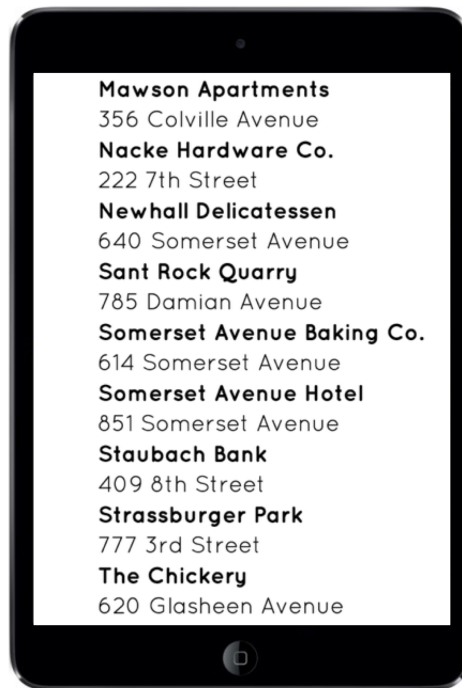 Mawson Apartments
356 Colville Avenue
Nacke Hardware Co.
222 7th Street
Newhall Delicatessen
640 Somerset Avenue
Sant Rock Quarry
785 Damian Avenue
Somerset Avenue Baking Co.
614 Somerset Avenue
Somerset Avenue Hotel
851 Somerset Avenue
Staubach Bank
409 8th Street
Strassburger Park
777 3rd Street
The Chickery
620 Glasheen Avenue